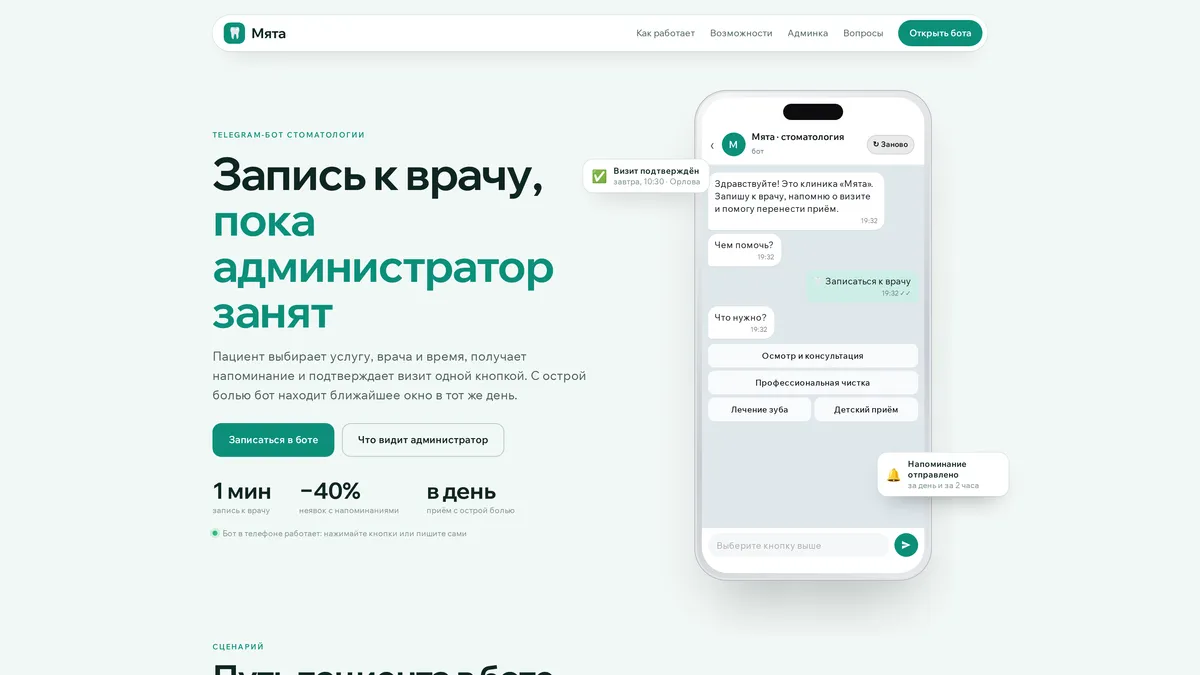 Мята
Как работает
Возможности
Админка
Вопросы
Открыть бота
TELEGRAM-БОТ СТОМАТОЛОГИИ
Запись к врачу,
пока
администратор
занят
Пациент выбирает услугу, врача и время, получает
напоминание и подтверждает визит одной кнопкой. С острой
болью бот находит ближайшее окно в тот же день.
Записаться в боте
Что видит администратор
1 мин
запись к врачу
−40%
неявок с напоминаниями
в день
приём с острой болью
Бот в телефоне работает: нажимайте кнопки или пишите сами
Визит подтверждён
завтра, 10:30 · Орлова
‹
М
Мята · стоматология
бот
↻ Заново
Здравствуйте! Это клиника «Мята».
Запишу к врачу, напомню о визите
и помогу перенести приём.
19:32
Чем помочь?
19:32
Записаться к врачу
19:32 ✓✓
Что нужно?
19:32
Осмотр и консультация
Профессиональная чистка
Лечение зуба
Детский приём
Напоминание
отправлено
за день и за 2 часа
Выберите кнопку выше
СЦЕНАРИЙ
Путь пациента в боте